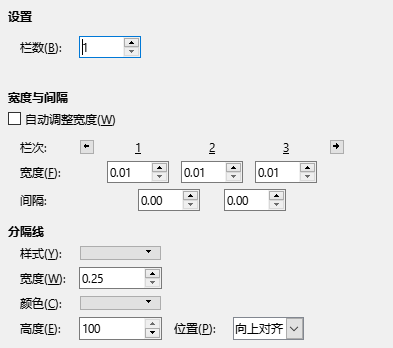 设置
栏数(B): 1
宽度与间隔
自动调整宽度(W)
栏次: 1 2 3
宽度(F): 0.01 0.01 0.01
间隔: 0.00 0.00
分隔线
样式(Y):
宽度(W): 0.25
颜色(C):
高度(E): 100 位置(P): 向上对齐